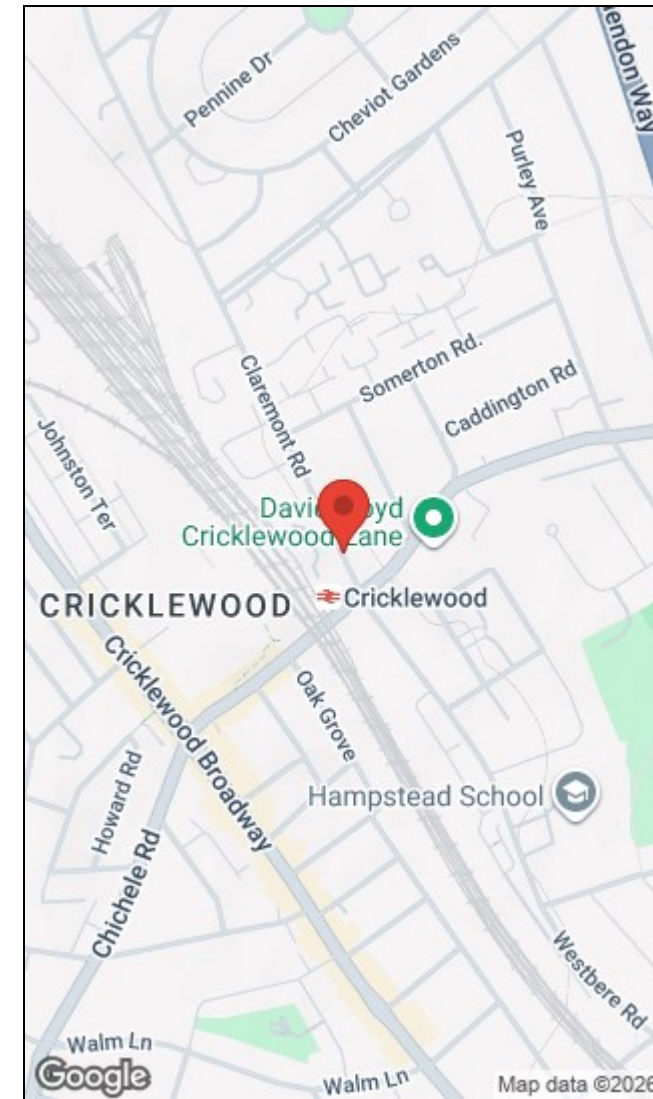 endon Way
Pennine Dr
Cheviot Gardens
Purley Ave
Claremont Rd
Somerton Rd.
Caddington Rd
Johnston Ter
Cricklewood Lane
CRICKLEWOOD
Cricklewood
Cricklewood Broadway
Oak Grove
Howard Rd
Hampstead School
Chichele Rd
Westbere Rd
Walm Ln
Walm Ln
Google
Map data ©2026